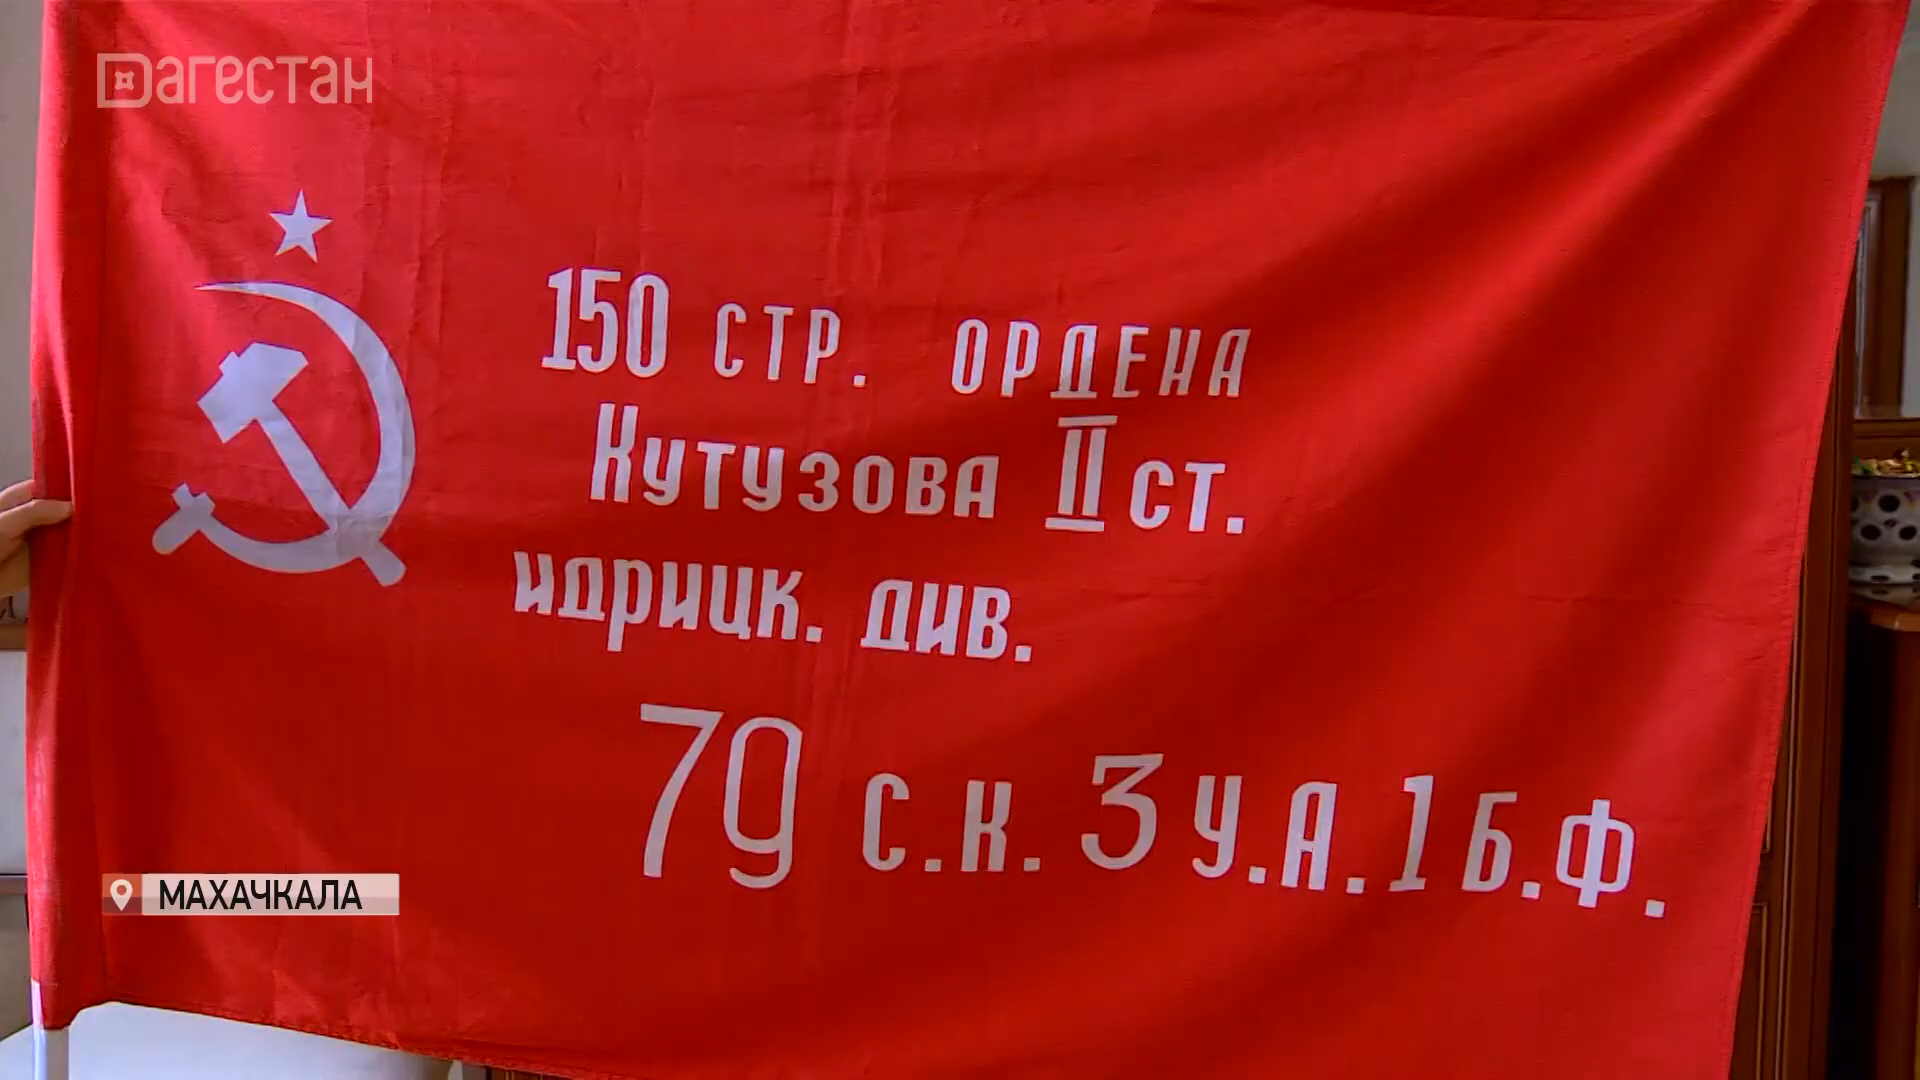 Дагестан
150 СТР. ОРДЕНА
КУТУЗОВА II СТ.
ИДРИЦК. ДИВ.
79 С.К. 3 У.А. 1 Б.Ф.
МАХАЧКАЛА